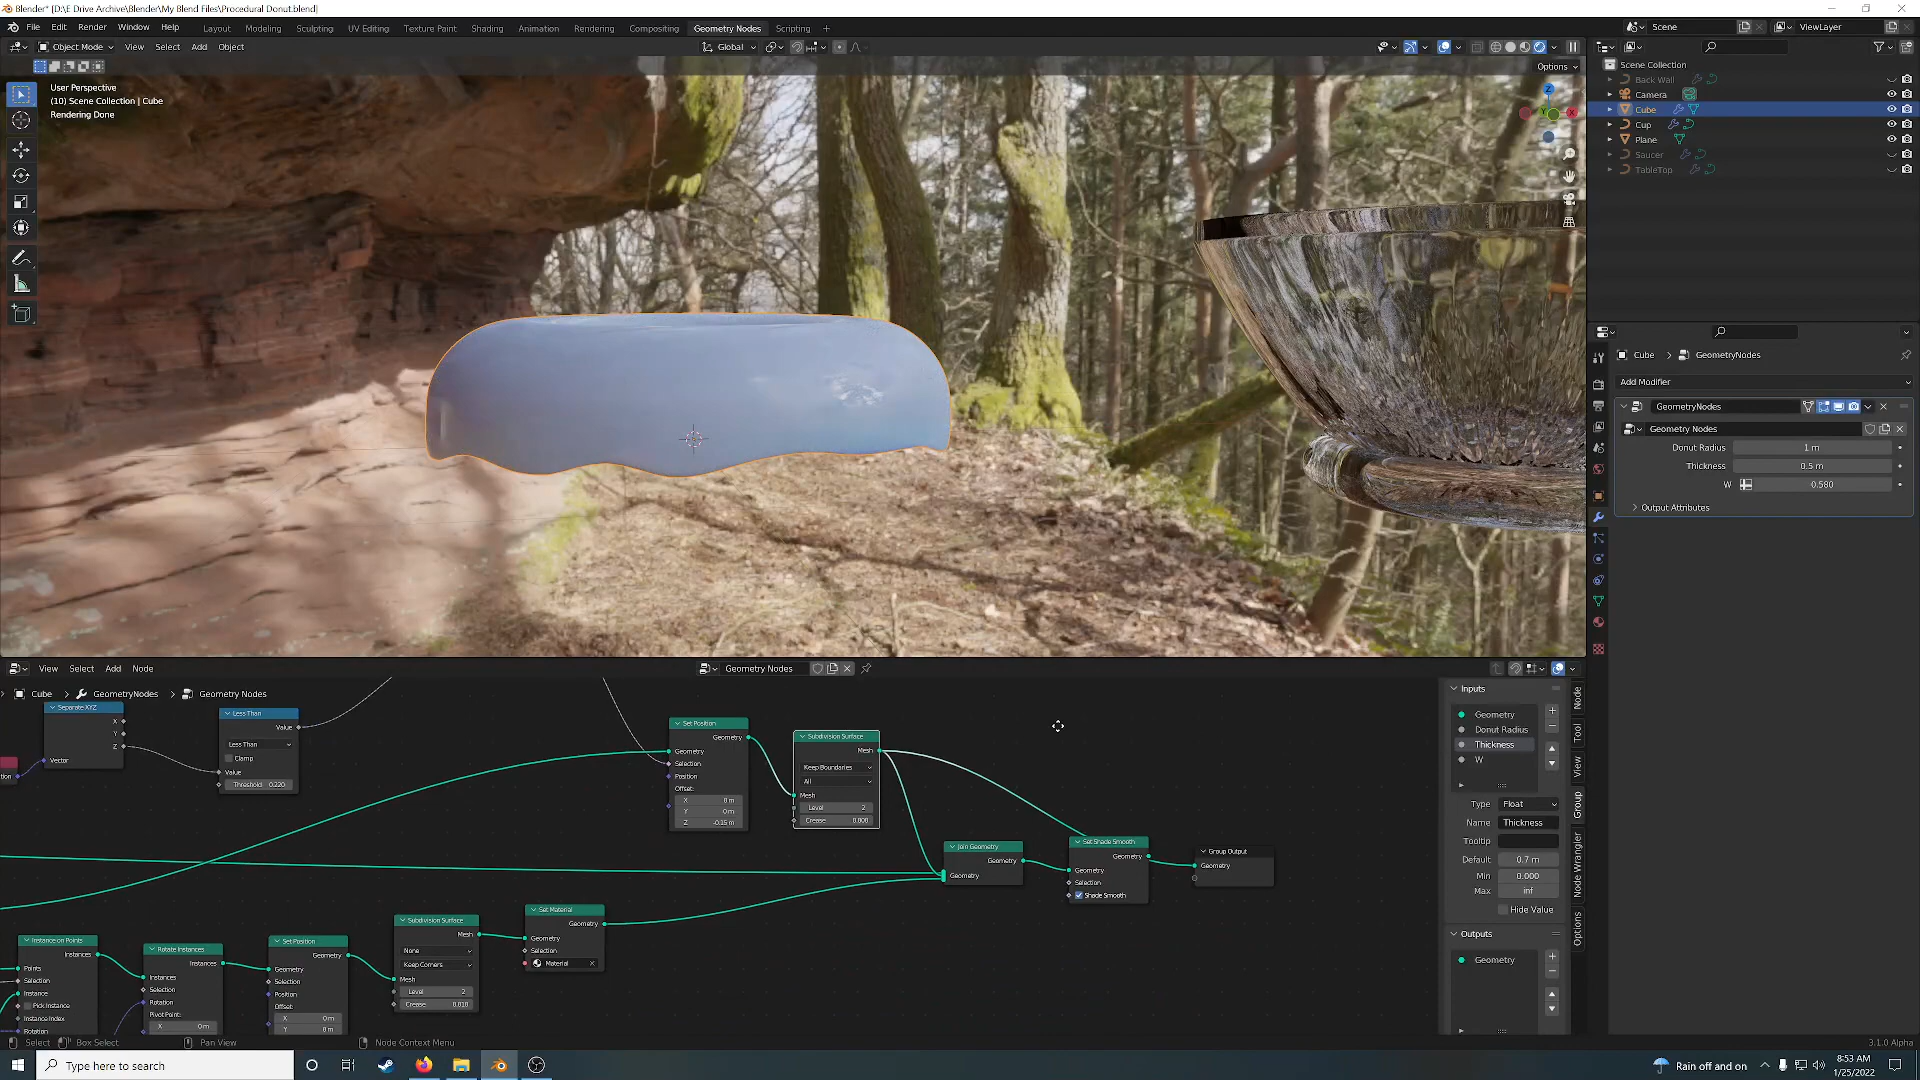 Blender* [D:\E Drive Archive\Blender\My Blend Files\Procedural Donut.blend]
File Edit Render Window Help Layout Modeling Sculpting UV Editing Texture Paint Shading Animation Rendering Compositing Geometry Nodes Scripting Scene ViewLayer
Object Mode View Select Add Object Global
Options
User Perspective
(10) Scene Collection | Cube
Rendering Done
Z
X
Scene Collection
Back Wall
Camera
Cube
Cup
Plane
Saucer
TableTop
Cube > GeometryNodes
Add Modifier
GeometryNodes
Geometry Nodes
Donut Radius 1 m
Thickness 0.5 m
W 0.580
Output Attributes
View Select Add Node Geometry Nodes
Cube > GeometryNodes > Geometry Nodes
Separate XYZ
X
Y
Z
Vector
Less Than
Value
Less Than
Clamp
Value
Threshold 0.220
Set Position
Geometry
Geometry
Selection
Position
Offset:
X 0 m
Y 0 m
Z -0.15 m
Subdivision Surface
Mesh
Keep Boundaries
All
Mesh
Level 2
Crease 0.808
Join Geometry
Geometry
Geometry
Set Shade Smooth
Geometry
Geometry
Selection
Shade Smooth
Group Output
Geometry
Instance on Points
Instances
Points
Selection
Instance
Pick Instance
Instance Index
Rotation
Rotate Instances
Instances
Instances
Selection
Rotation
Pivot Point:
X 0 m
Set Position
Geometry
Geometry
Selection
Position
Offset:
X 0 m
Y 0 m
Subdivision Surface
Mesh
None
Keep Corners
Mesh
Level 2
Crease 0.818
Set Material
Geometry
Geometry
Selection
Material
Inputs
Geometry
Donut Radius
Thickness
W
Type Float
Name Thickness
Tooltip
Default 0.7 m
Min 0.000
Max inf
Hide Value
Outputs
Geometry
Node
Tool
View
Group
Node Wrangler
Options
Select Box Select Pan View Node Context Menu 3.1.0 Alpha
Type here to search
Rain off and on
8:53 AM
1/25/2022